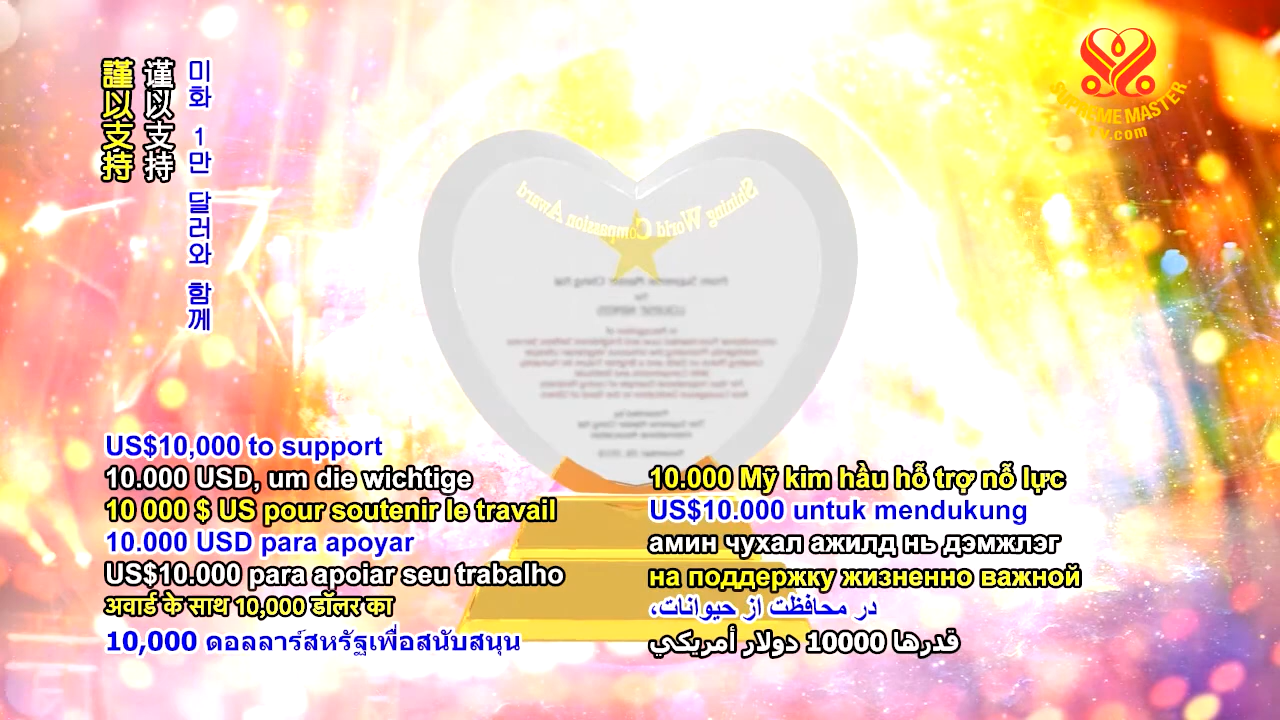 謹以支持
谨以支持
미화 1만 달러와 함께
SUPREME MASTER
TV.com
Shining World Compassion Award
US$10,000 to support
10.000 USD, um die wichtige
10 000 $ US pour soutenir le travail
10.000 USD para apoyar
US$10.000 para apoiar seu trabalho
अवार्ड के साथ 10,000 डॉलर का
10,000 ดอลลาร์สหรัฐเพื่อสนับสนุน
10.000 Mỹ kim hầu hỗ trợ nỗ lực
US$10.000 untuk mendukung
амин чухал ажилд нь дэмжлэг
на поддержку жизненно важной
در محافظت از حیوانات،
قدرها 10000 دولار أمريكي